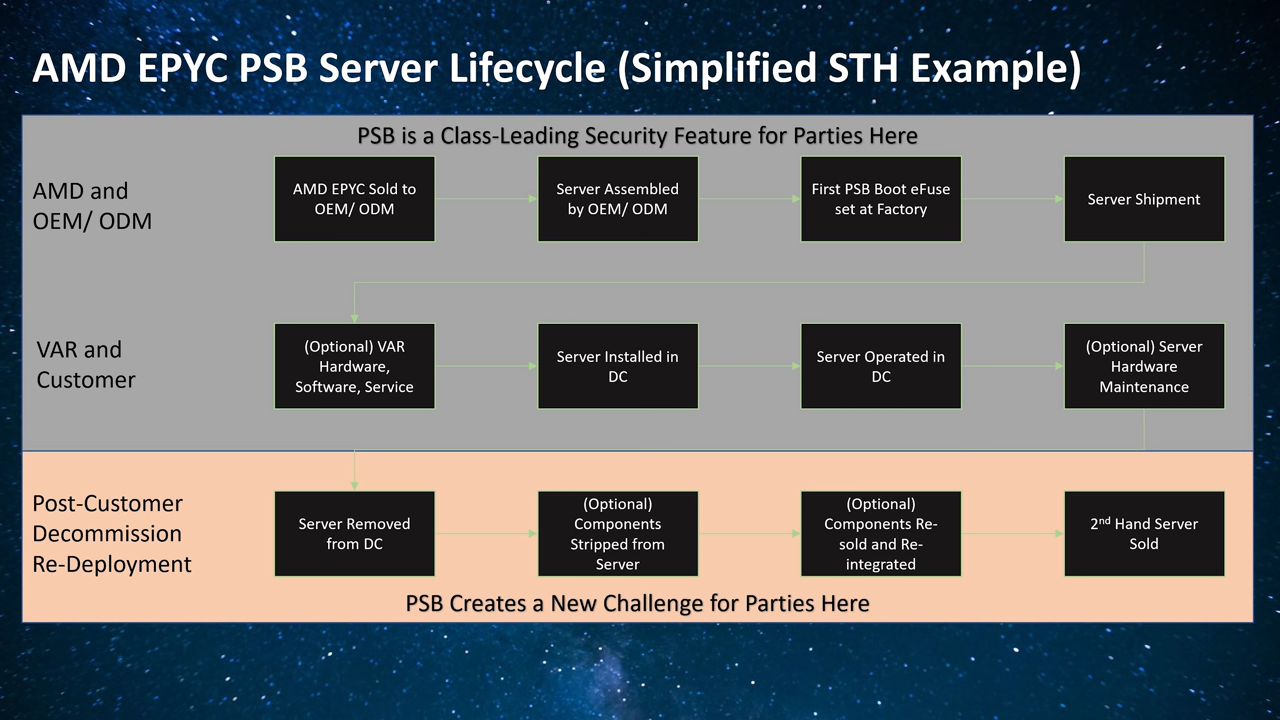 AMD EPYC PSB Server Lifecycle (Simplified STH Example)
PSB is a Class-Leading Security Feature for Parties Here
AMD and
OEM/ ODM
AMD EPYC Sold to
OEM/ ODM
Server Assembled
by OEM/ ODM
First PSB Boot eFuse
set at Factory
Server Shipment
VAR and
Customer
(Optional) VAR
Hardware,
Software, Service
Server Installed in
DC
Server Operated in
DC
(Optional) Server
Hardware
Maintenance
Post-Customer
Decommission
Re-Deployment
Server Removed
from DC
(Optional)
Components
Stripped from
Server
(Optional)
Components Re-
sold and Re-
integrated
2nd Hand Server
Sold
PSB Creates a New Challenge for Parties Here